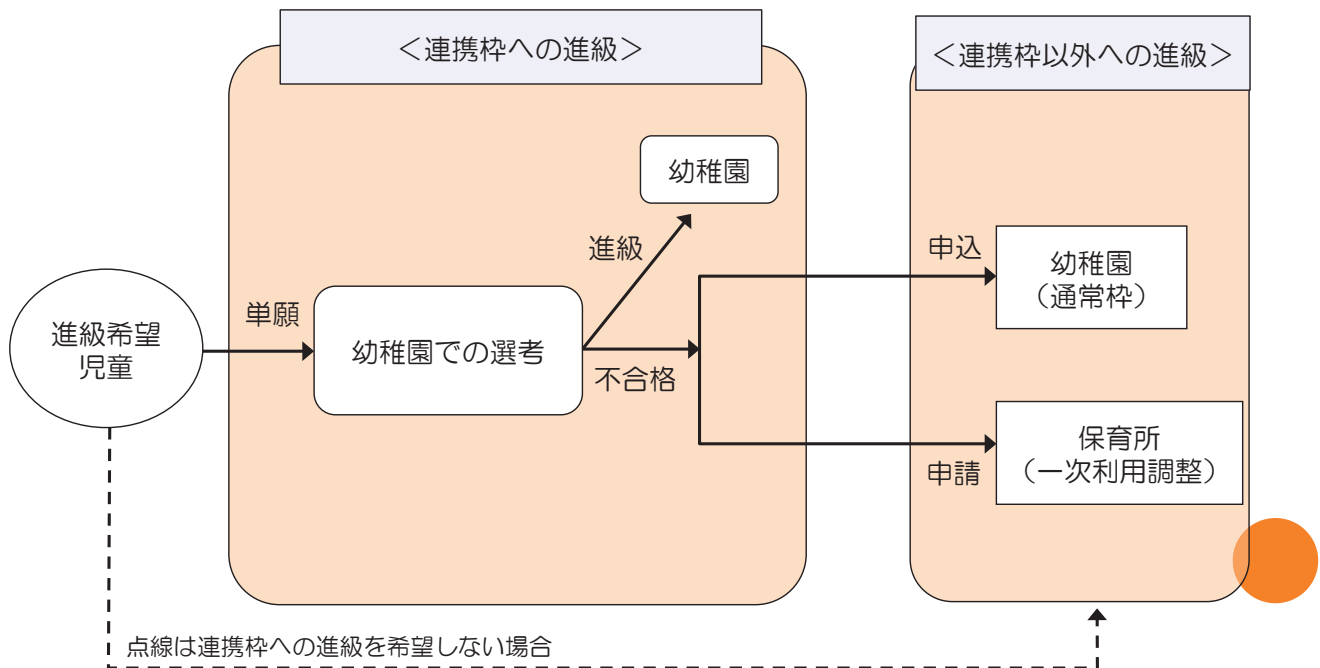 ＜連携枠への進級＞
＜連携枠以外への進級＞
幼稚園
進級
申込
幼稚園
（通常枠）
単願
進級希望
児童
幼稚園での選考
不合格
保育所
（一次利用調整）
申請
点線は連携枠への進級を希望しない場合